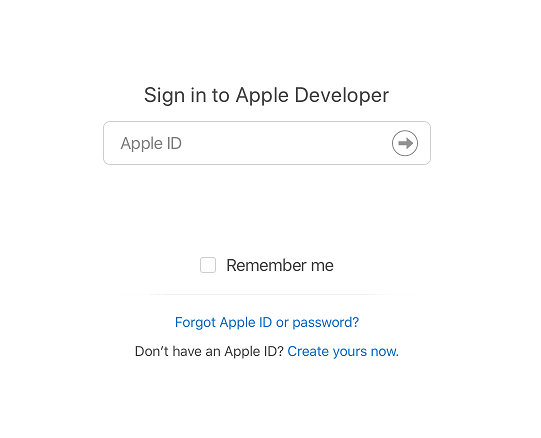 Sign in to Apple Developer
Apple ID
Remember me
Forgot Apple ID or password?
Don’t have an Apple ID? Create yours now.